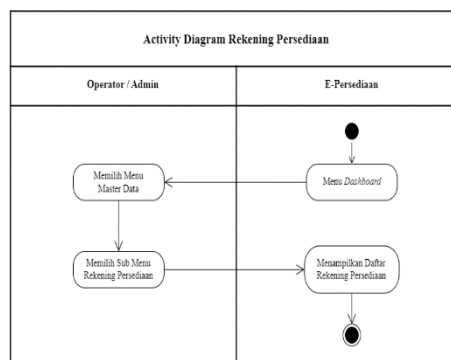 Activity Diagram Rekening Persediaan
Operator / Admin
E-Persediaan
Menu Dashboard
Memilih Menu
Master Data
Memilih Sub Menu
Rekening Persediaan
Menampilkan Daftar
Rekening Persediaan